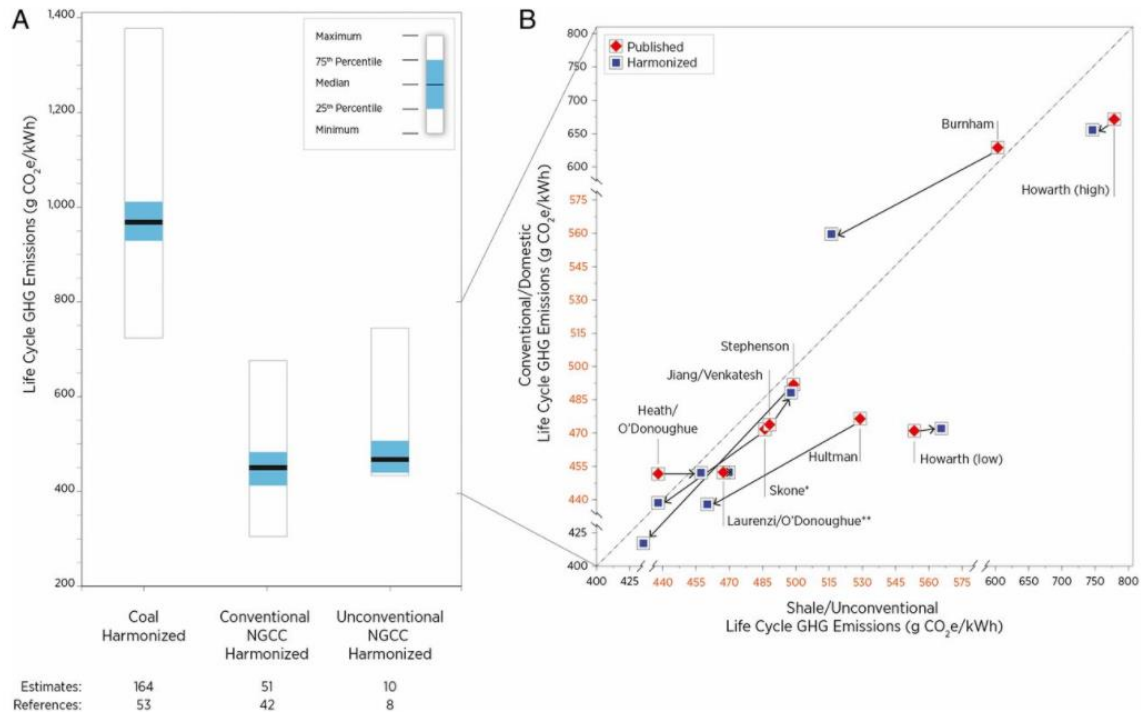 A
1,400
1,200
1,000
800
600
400
200
Life Cycle GHG Emissions (g CO₂e/kWh)
Maximum
75th Percentile
Median
25th Percentile
Minimum
Coal
Harmonized
Conventional
NGCC
Harmonized
Unconventional
NGCC
Harmonized
Estimates: 164 51 10
References: 53 42 8
B
Published
Harmonized
800
750
700
650
600
575
560
545
530
515
500
485
470
455
440
425
400
Conventional/Domestic
Life Cycle GHG Emissions (g CO₂e/kWh)
Burnham
Howarth (high)
Stephenson
Jiang/Venkatesh
Heath/
O'Donoughue
Hultman
Howarth (low)
Skone*
Laurenzi/O'Donoughue**
400 425 440 455 470 485 500 515 530 545 560 575 600 650 700 750 800
Shale/Unconventional
Life Cycle GHG Emissions (g CO₂e/kWh)